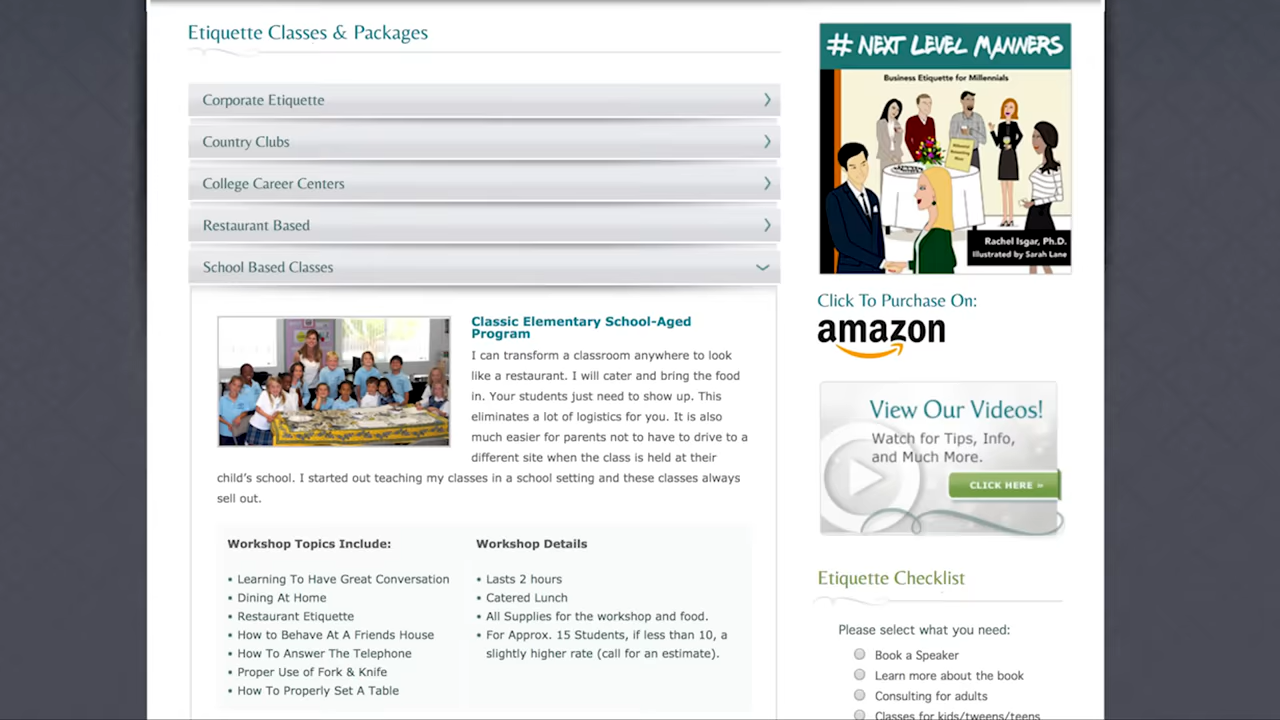 Etiquette Classes & Packages
Corporate Etiquette
Country Clubs
College Career Centers
Restaurant Based
School Based Classes
Classic Elementary School-Aged
Program
I can transform a classroom anywhere to look
like a restaurant. I will cater and bring the food
in. Your students just need to show up. This
eliminates a lot of logistics for you. It is also
much easier for parents not to have to drive to a
different site when the class is held at their
child's school. I started out teaching my classes in a school setting and these classes always
sell out.
Workshop Topics Include:
• Learning To Have Great Conversation
• Dining At Home
• Restaurant Etiquette
• How to Behave At A Friends House
• How To Answer The Telephone
• Proper Use of Fork & Knife
• How To Properly Set A Table
Workshop Details
• Lasts 2 hours
• Catered Lunch
• All Supplies for the workshop and food.
• For Approx. 15 Students, if less than 10, a
slightly higher rate (call for an estimate).
# NEXT LEVEL MANNERS
Business Etiquette for Millennials
Rachel Isgar, Ph.D.
Illustrated by Sarah Lane
Click To Purchase On:
amazon
View Our Videos!
Watch for Tips, Info,
and Much More.
CLICK HERE »
Etiquette Checklist
Please select what you need:
Book a Speaker
Learn more about the book
Consulting for adults
Classes for kids/tweens/teens